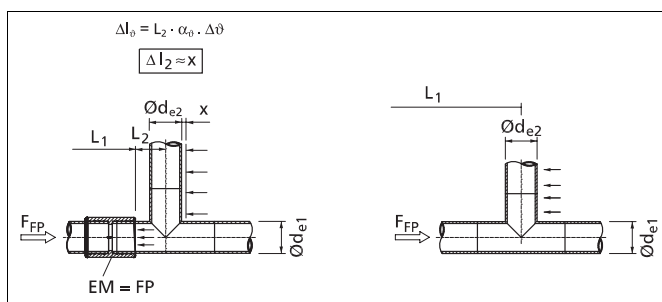 Δl_ϑ = L₂ · α_ϑ . Δϑ
Δl₂ ≈ x
L₁
Ød_e2 x
Ød_e2
L₁ L₂
F_FP
Ød_e1
F_FP
Ød_e1
EM = FP